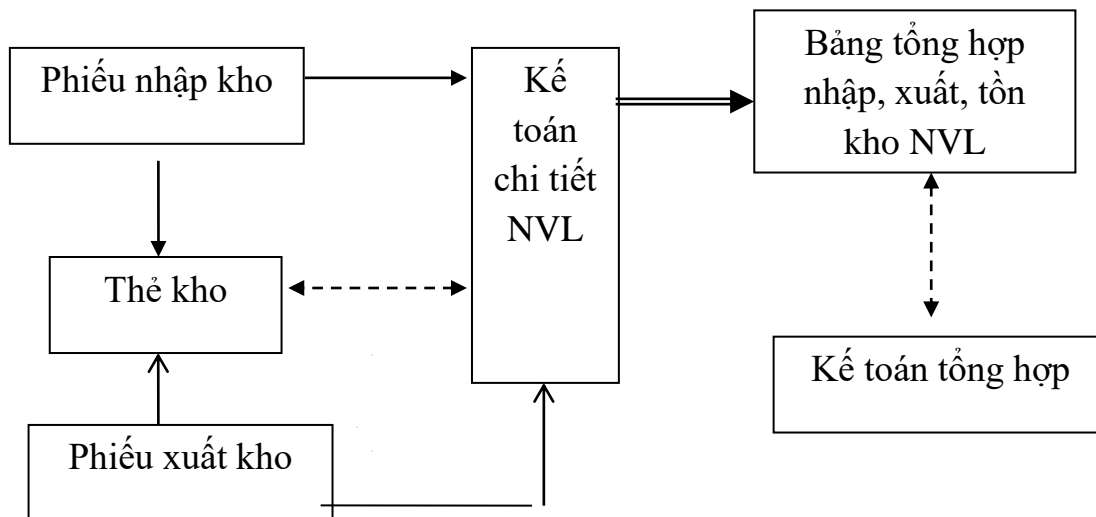 Phiếu nhập kho
Thẻ kho
Phiếu xuất kho
Kế
toán
chi tiết
NVL
Bảng tổng hợp
nhập, xuất, tồn
kho NVL
Kế toán tổng hợp